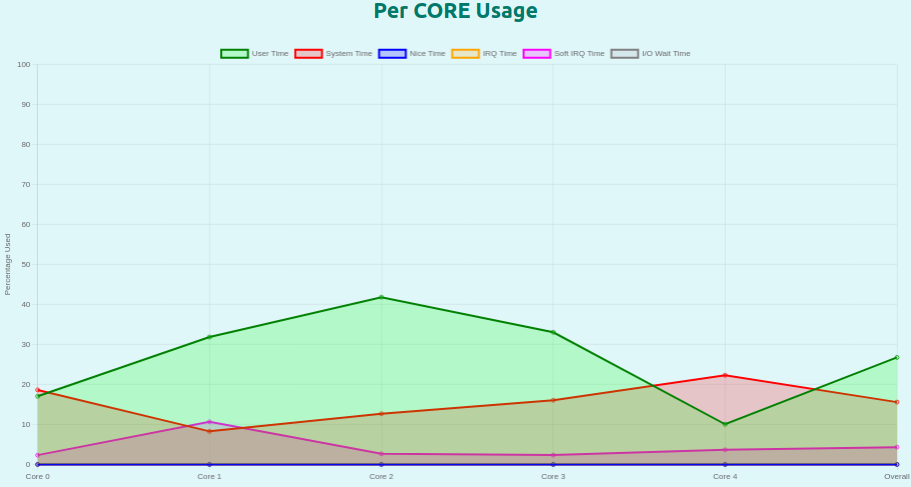 Per CORE Usage
User Time System Time Nice Time IRQ Time Soft IRQ Time I/O Wait Time
100
90
80
70
60
50
40
30
20
10
0
Percentage Used
Core 0 Core 1 Core 2 Core 3 Core 4 Overall